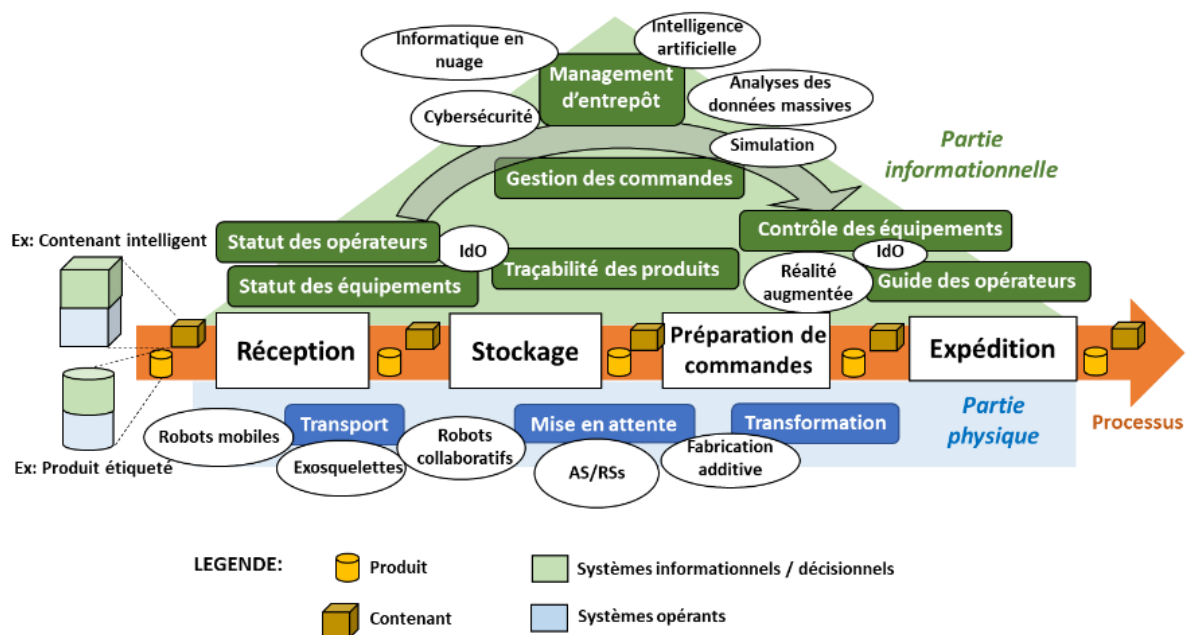 Informatique en
nuage
Intelligence
artificielle
Management
d'entrepôt
Analyses des
données massives
Cybersécurité
Simulation
Partie
informationnelle
Gestion des commandes
Ex: Contenant intelligent
Statut des opérateurs
IdO
Contrôle des équipements
IdO
Traçabilité des produits
Statut des équipements
Réalité
augmentée
Guide des opérateurs
Réception
Stockage
Préparation de
commandes
Expédition
Processus
Partie
physique
Transport
Mise en attente
Transformation
Robots mobiles
Exosquelettes
Robots
collaboratifs
AS/RSs
Fabrication
additive
Ex: Produit étiqueté
LEGENDE:
Produit
Systèmes informationnels / décisionnels
Contenant
Systèmes opérants